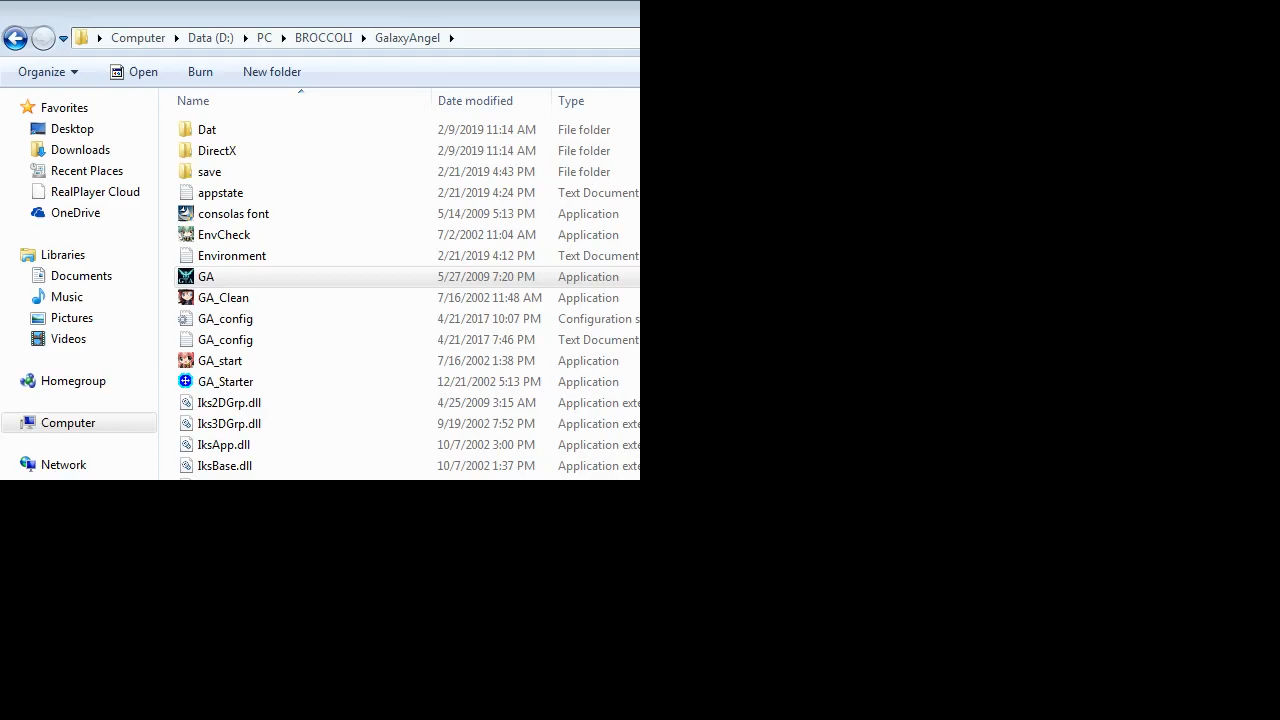 Computer Data (D:) PC BROCCOLI GalaxyAngel
Organize Open Burn New folder
Name Date modified Type
Favorites
Desktop
Downloads
Recent Places
RealPlayer Cloud
OneDrive
Libraries
Documents
Music
Pictures
Videos
Homegroup
Computer
Network
Dat 2/9/2019 11:14 AM File folder
DirectX 2/9/2019 11:14 AM File folder
save 2/21/2019 4:43 PM File folder
appstate 2/21/2019 4:24 PM Text Document
consolas font 5/14/2009 5:13 PM Application
EnvCheck 7/2/2002 11:04 AM Application
Environment 2/21/2019 4:12 PM Text Document
GA 5/27/2009 7:20 PM Application
GA_Clean 7/16/2002 11:48 AM Application
GA_config 4/21/2017 10:07 PM Configuration s
GA_config 4/21/2017 7:46 PM Text Document
GA_start 7/16/2002 1:38 PM Application
GA_Starter 12/21/2002 5:13 PM Application
Iks2DGrp.dll 4/25/2009 3:15 AM Application exte
Iks3DGrp.dll 9/19/2002 7:52 PM Application exte
IksApp.dll 10/7/2002 3:00 PM Application exte
IksBase.dll 10/7/2002 1:37 PM Application exte